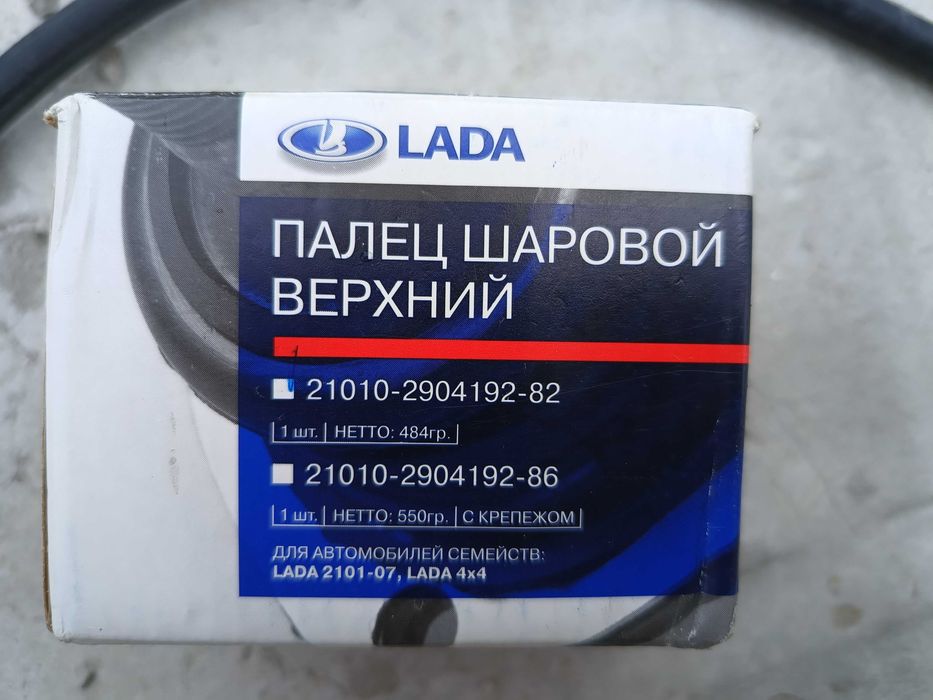 LADA
ПАЛЕЦ ШАРОВОЙ
ВЕРХНИЙ
21010-2904192-82
1 шт. НЕТТО: 484гр.
21010-2904192-86
1 шт. НЕТТО: 550гр. С КРЕПЕЖОМ
ДЛЯ АВТОМОБИЛЕЙ СЕМЕЙСТВ:
LADA 2101-07, LADA 4x4